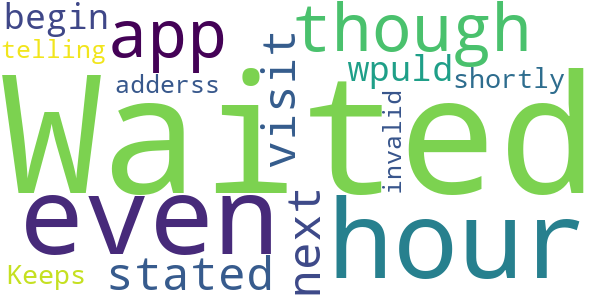 begin
app
though
telling
visit
wpuld
adderss
shortly
Waited
invalid
even
next
hour
Keeps
stated